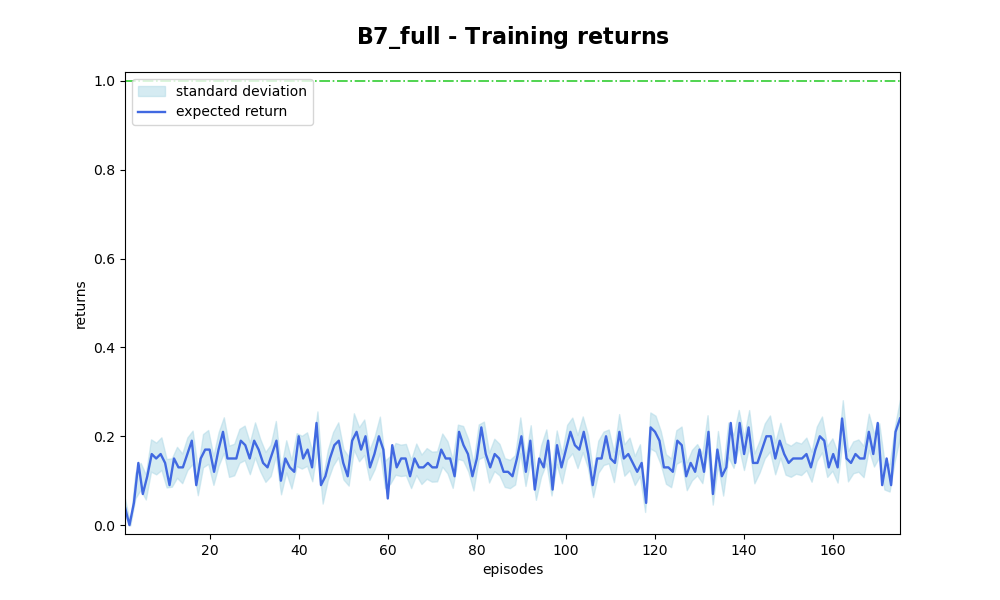 B7_full - Training returns
1.0
0.8
0.6
0.4
0.2
0.0
returns
standard deviation
expected return
20 40 60 80 100 120 140 160
episodes